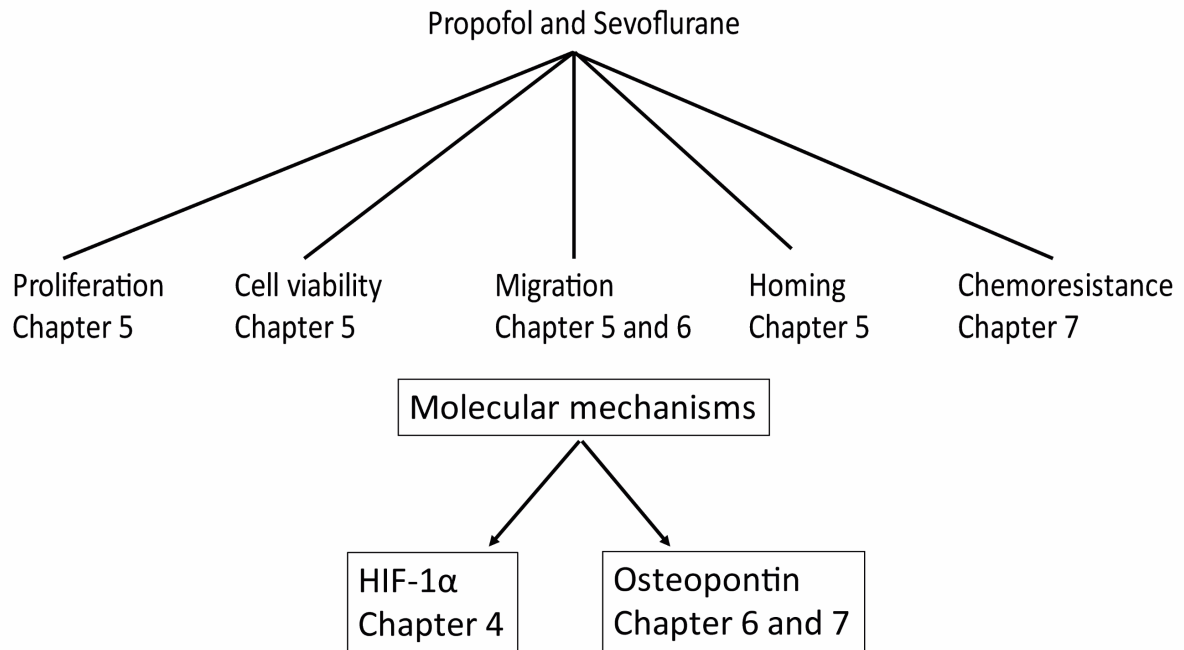 Propofol and Sevoflurane
Proliferation
Chapter 5
Cell viability
Chapter 5
Migration
Chapter 5 and 6
Homing
Chapter 5
Chemoresistance
Chapter 7
Molecular mechanisms
HIF-1α
Chapter 4
Osteopontin
Chapter 6 and 7